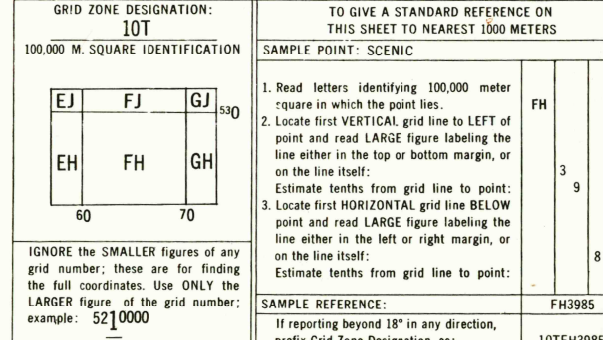 GRID ZONE DESIGNATION:
10T
100,000 M. SQUARE IDENTIFICATION
EJ FJ GJ
530
EH FH GH
60 70
IGNORE the SMALLER figures of any
grid number; these are for finding
the full coordinates. Use ONLY the
LARGER figure of the grid number;
example: 5210000
TO GIVE A STANDARD REFERENCE ON
THIS SHEET TO NEAREST 1000 METERS
SAMPLE POINT: SCENIC
1. Read letters identifying 100,000 meter
square in which the point lies.
FH
2. Locate first VERTICAL grid line to LEFT of
point and read LARGE figure labeling the
line either in the top or bottom margin, or
on the line itself: 3
Estimate tenths from grid line to point: 9
3. Locate first HORIZONTAL grid line BELOW
point and read LARGE figure labeling the
line either in the left or right margin, or
on the line itself: 8
Estimate tenths from grid line to point:
SAMPLE REFERENCE: FH3985
If reporting beyond 18° in any direction,
prefix Grid Zone Designation, as:
10TFH3985